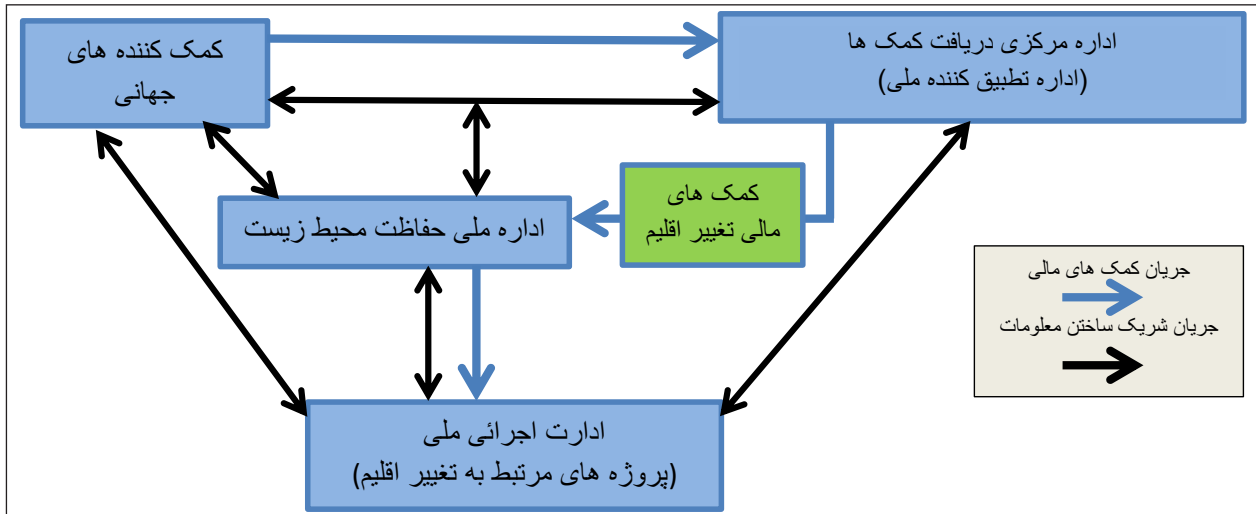 کمک کننده های
جهانی
اداره مرکزی دریافت کمک ها
(اداره تطبیق کننده ملی)
کمک های
مالی تغییر اقلیم
اداره ملی حفاظت محیط زیست
جریان کمک های مالی
جریان شریک ساختن معلومات
ادارت اجرائی ملی
(پروژه های مرتبط به تغییر اقلیم)